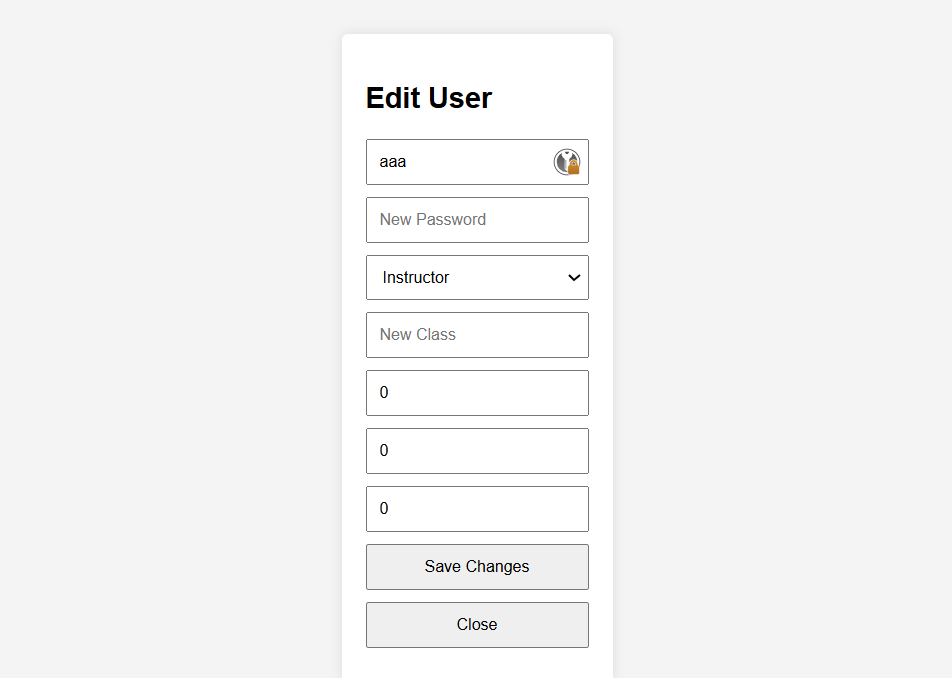 Edit User
aaa
New Password
Instructor
New Class
0
0
0
Save Changes
Close